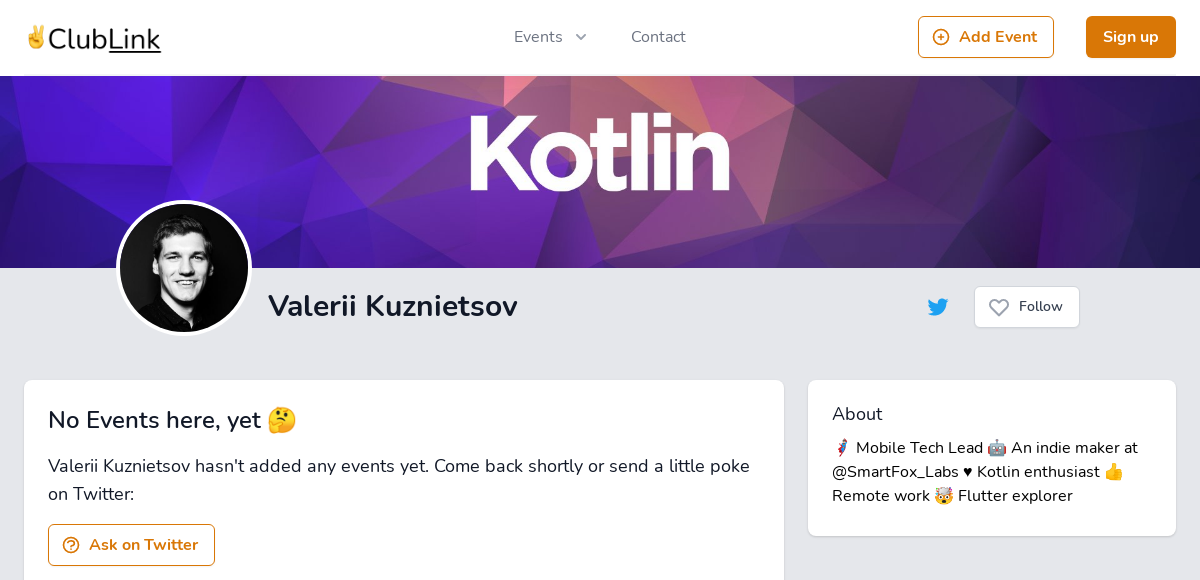 ✌️ClubLink
Events
Contact
Add Event
Sign up
Kotlin
Valerii Kuznietsov
Follow
No Events here, yet 🤔
Valerii Kuznietsov hasn't added any events yet. Come back shortly or send a little poke
on Twitter:
Ask on Twitter
About
🦸 Mobile Tech Lead 🤖 An indie maker at
@SmartFox_Labs ♥ Kotlin enthusiast 👍
Remote work 🤯 Flutter explorer